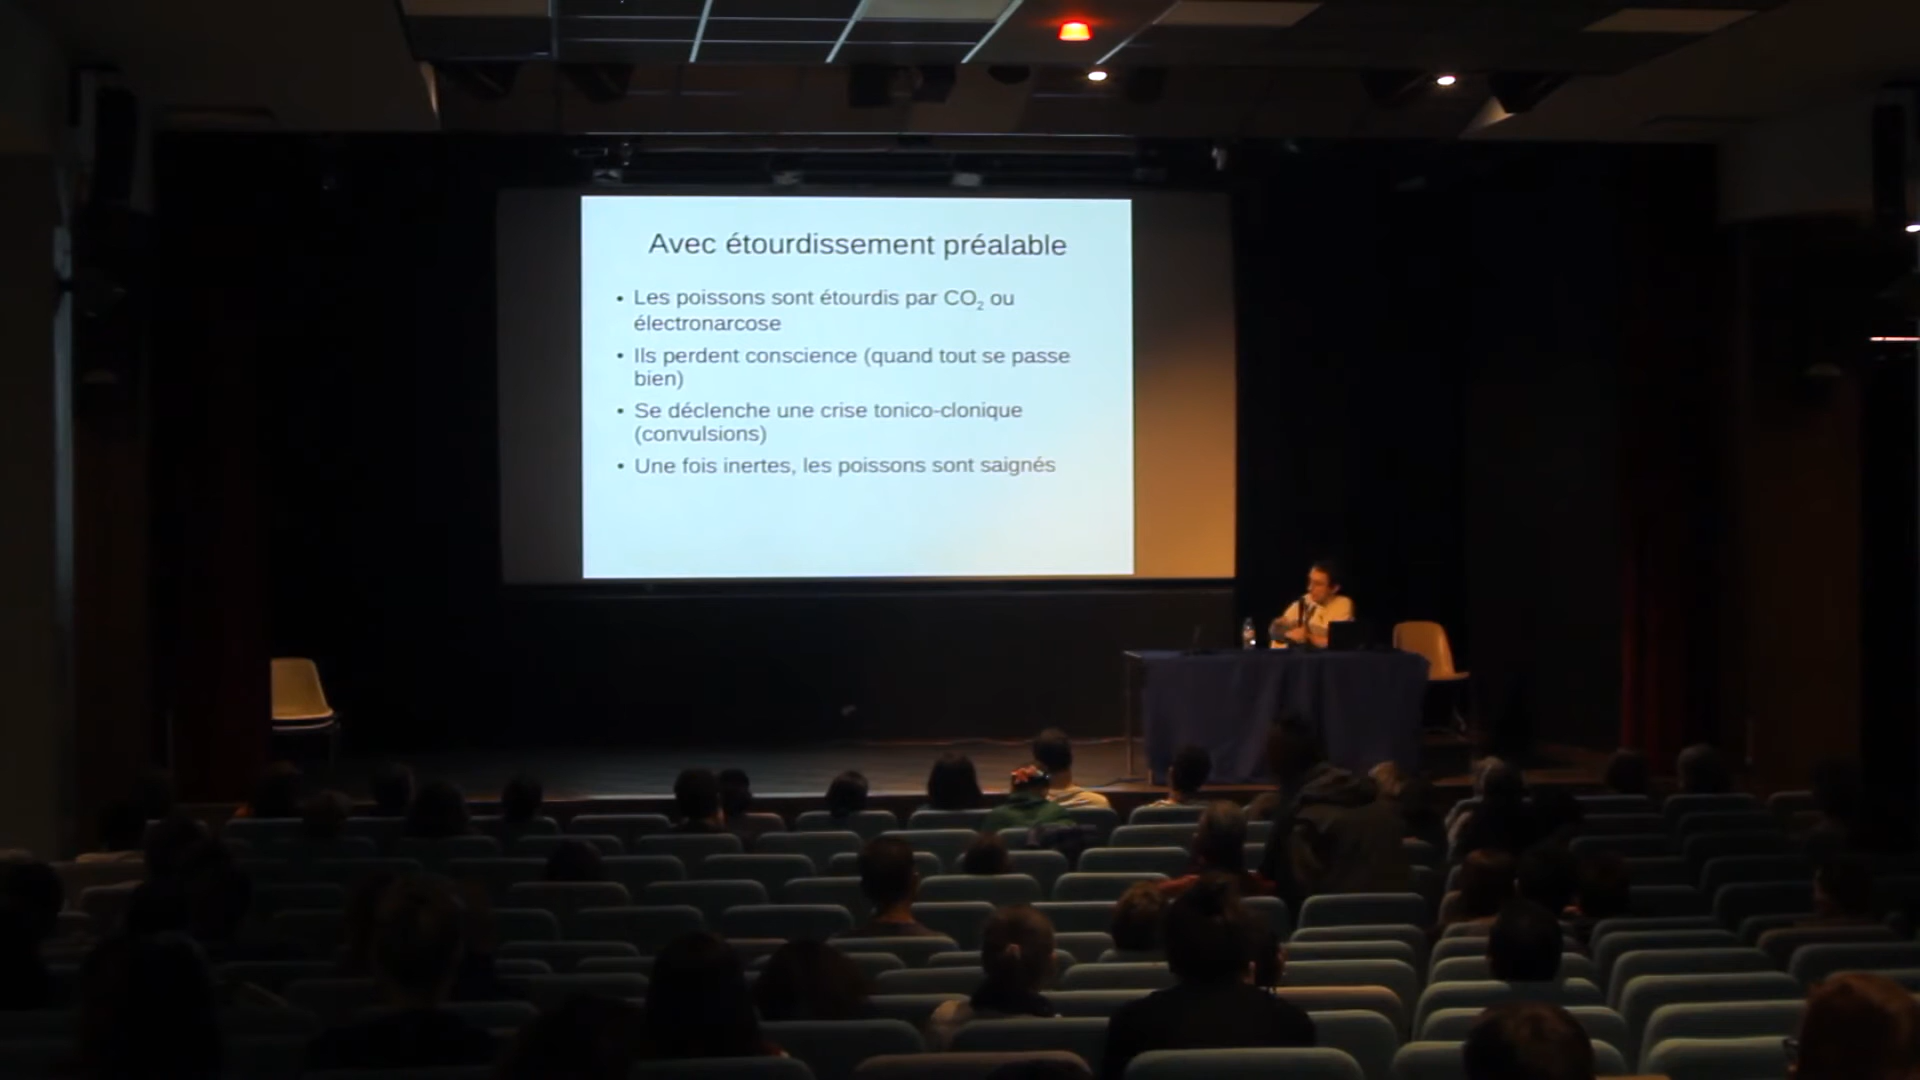 Avec étourdissement préalable
• Les poissons sont étourdis par CO₂ ou
électronarcose
• Ils perdent conscience (quand tout se passe
bien)
• Se déclenche une crise tonico-clonique
(convulsions)
• Une fois inertes, les poissons sont saignés